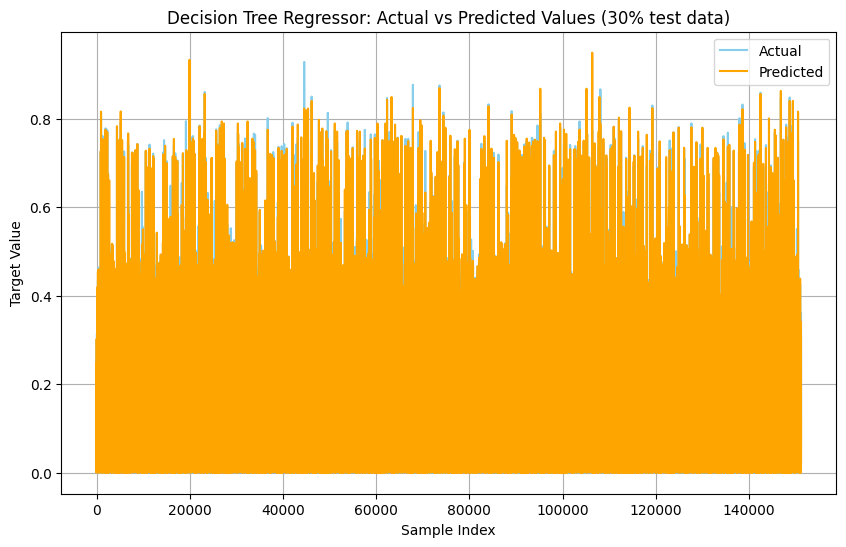 Decision Tree Regressor: Actual vs Predicted Values (30% test data)
Actual
Predicted
Target Value
0.8
0.6
0.4
0.2
0.0
0 20000 40000 60000 80000 100000 120000 140000
Sample Index